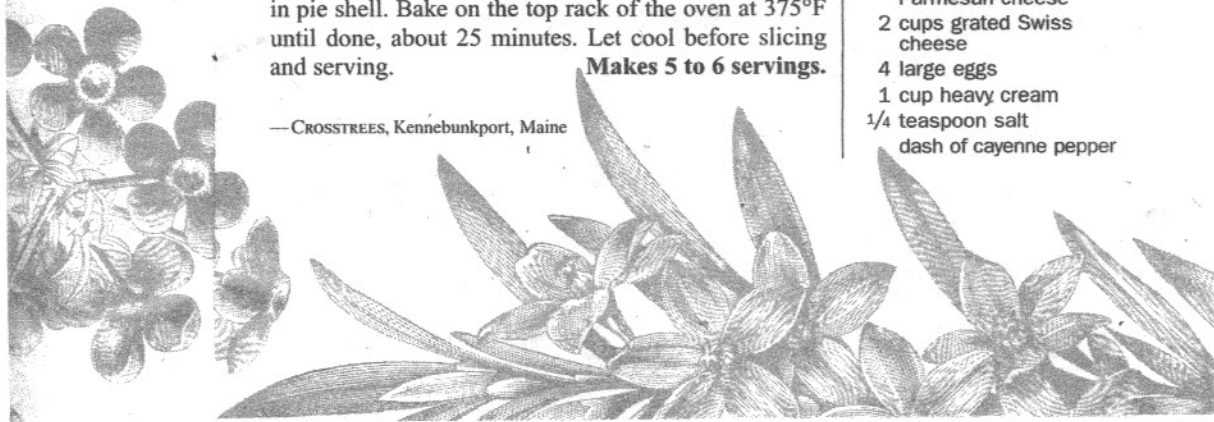 in pie shell. Bake on the top rack of the oven at 375°F
until done, about 25 minutes. Let cool before slicing
and serving. Makes 5 to 6 servings.
—CROSSTREES, Kennebunkport, Maine
Parmesan cheese
2 cups grated Swiss
cheese
4 large eggs
1 cup heavy cream
1/4 teaspoon salt
dash of cayenne pepper